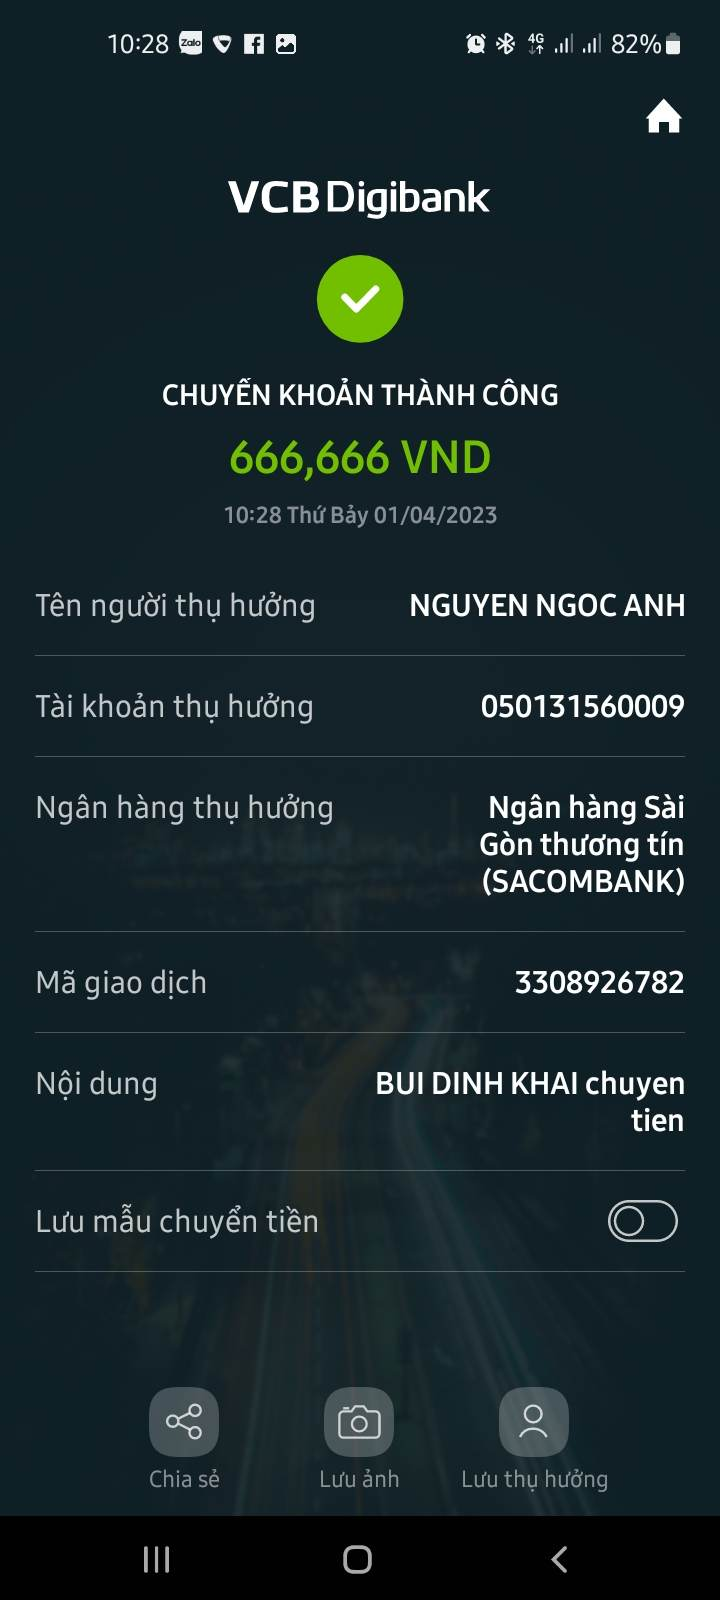 10:28 Zalo 4G 82%
VCB Digibank
CHUYỂN KHOẢN THÀNH CÔNG
666,666 VND
10:28 Thứ Bảy 01/04/2023
Tên người thụ hưởng NGUYEN NGOC ANH
Tài khoản thụ hưởng 050131560009
Ngân hàng thụ hưởng Ngân hàng Sài
Gòn thương tín
(SACOMBANK)
Mã giao dịch 3308926782
Nội dung BUI DINH KHAI chuyen
tien
Lưu mẫu chuyển tiền
Chia sẻ Lưu ảnh Lưu thụ hưởng